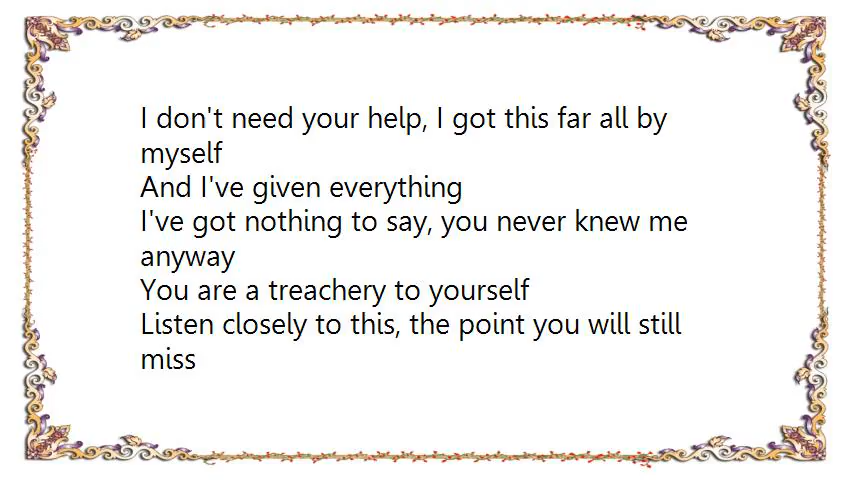 I don't need your help, I got this far all by
myself
And I've given everything
I've got nothing to say, you never knew me
anyway
You are a treachery to yourself
Listen closely to this, the point you will still
miss